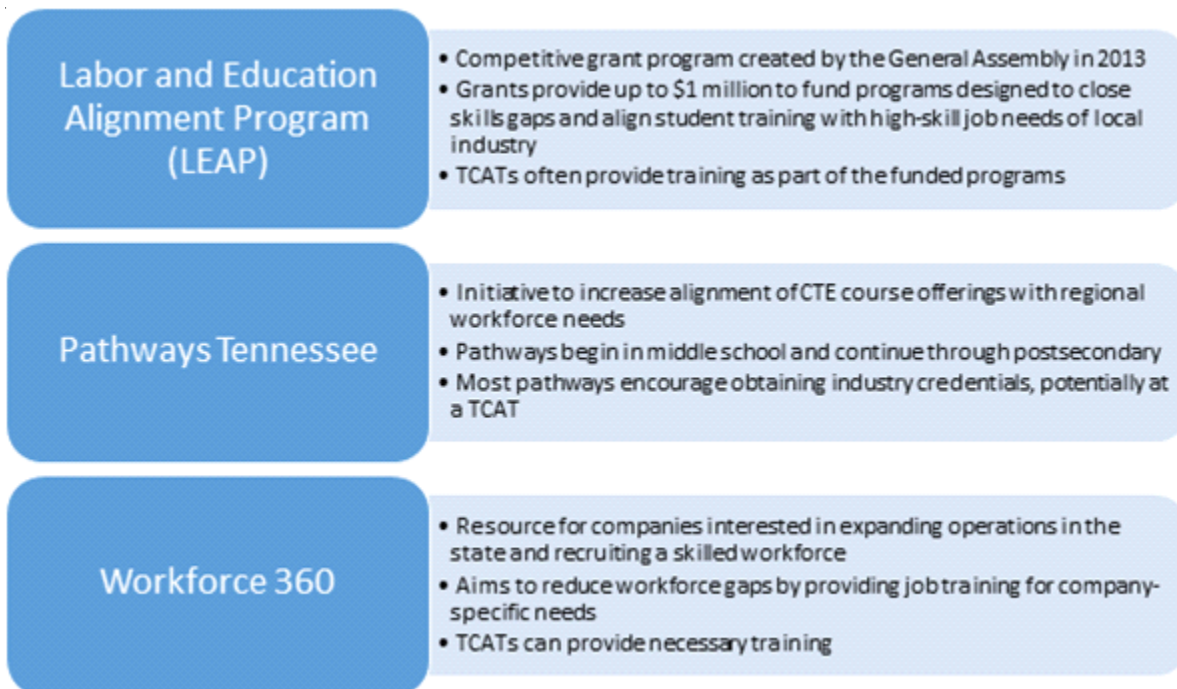 Labor and Education
Alignment Program
(LEAP)
• Competitive grant program created by the General Assembly in 2013
• Grants provide up to $1 million to fund programs designed to close
skills gaps and align student training with high-skill job needs of local
industry
• TCATs often provide training as part of the funded programs
Pathways Tennessee
• Initiative to increase alignment of CTE course offerings with regional
workforce needs
• Pathways begin in middle school and continue through postsecondary
• Most pathways encourage obtaining industry credentials, potentially at
a TCAT
Workforce 360
• Resource for companies interested in expanding operations in the
state and recruiting a skilled workforce
• Aims to reduce workforce gaps by providing job training for company-
specific needs
• TCATs can provide necessary training